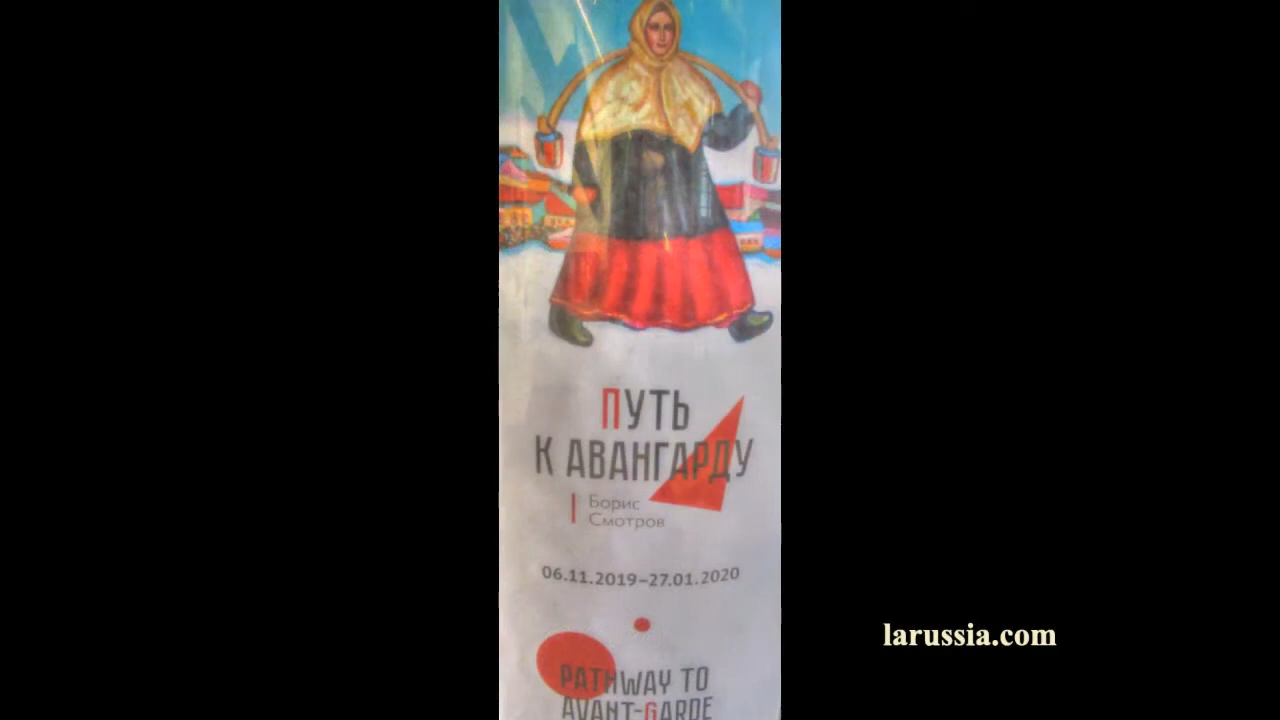 ПУТЬ
К АВАНГАРДУ
Борис
Смотров
06.11.2019–27.01.2020
larussia.com
PATHWAY TO
AVANT-GARDE